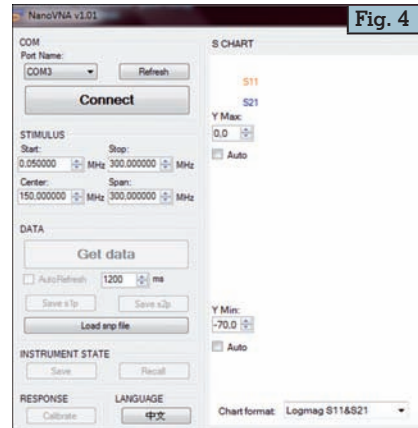 NanoVNA v1.01
Fig. 4
COM
Port Name:
COM3
Refresh
Connect
STIMULUS
Start:
Stop:
0.050000 MHz 300.000000 MHz
Center:
Span:
150.000000 MHz 300.000000 MHz
DATA
Get data
AutoRefresh 1200 ms
Save s1p
Save s2p
Load snp file
INSTRUMENT STATE
Save
Recall
RESPONSE
LANGUAGE
Calibrate
中文
S CHART
S11
S21
Y Max:
0,0
Auto
Y Min:
-70.0
Auto
Chart format: Logmag S11&S21